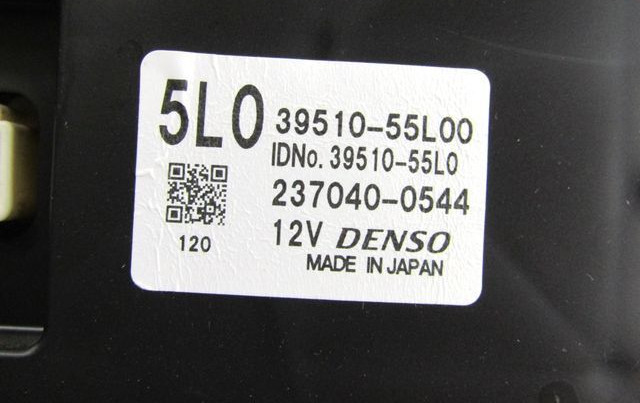 5L0 39510-55L00
IDNo. 39510-55L0
237040-0544
120 12V DENSO
MADE IN JAPAN